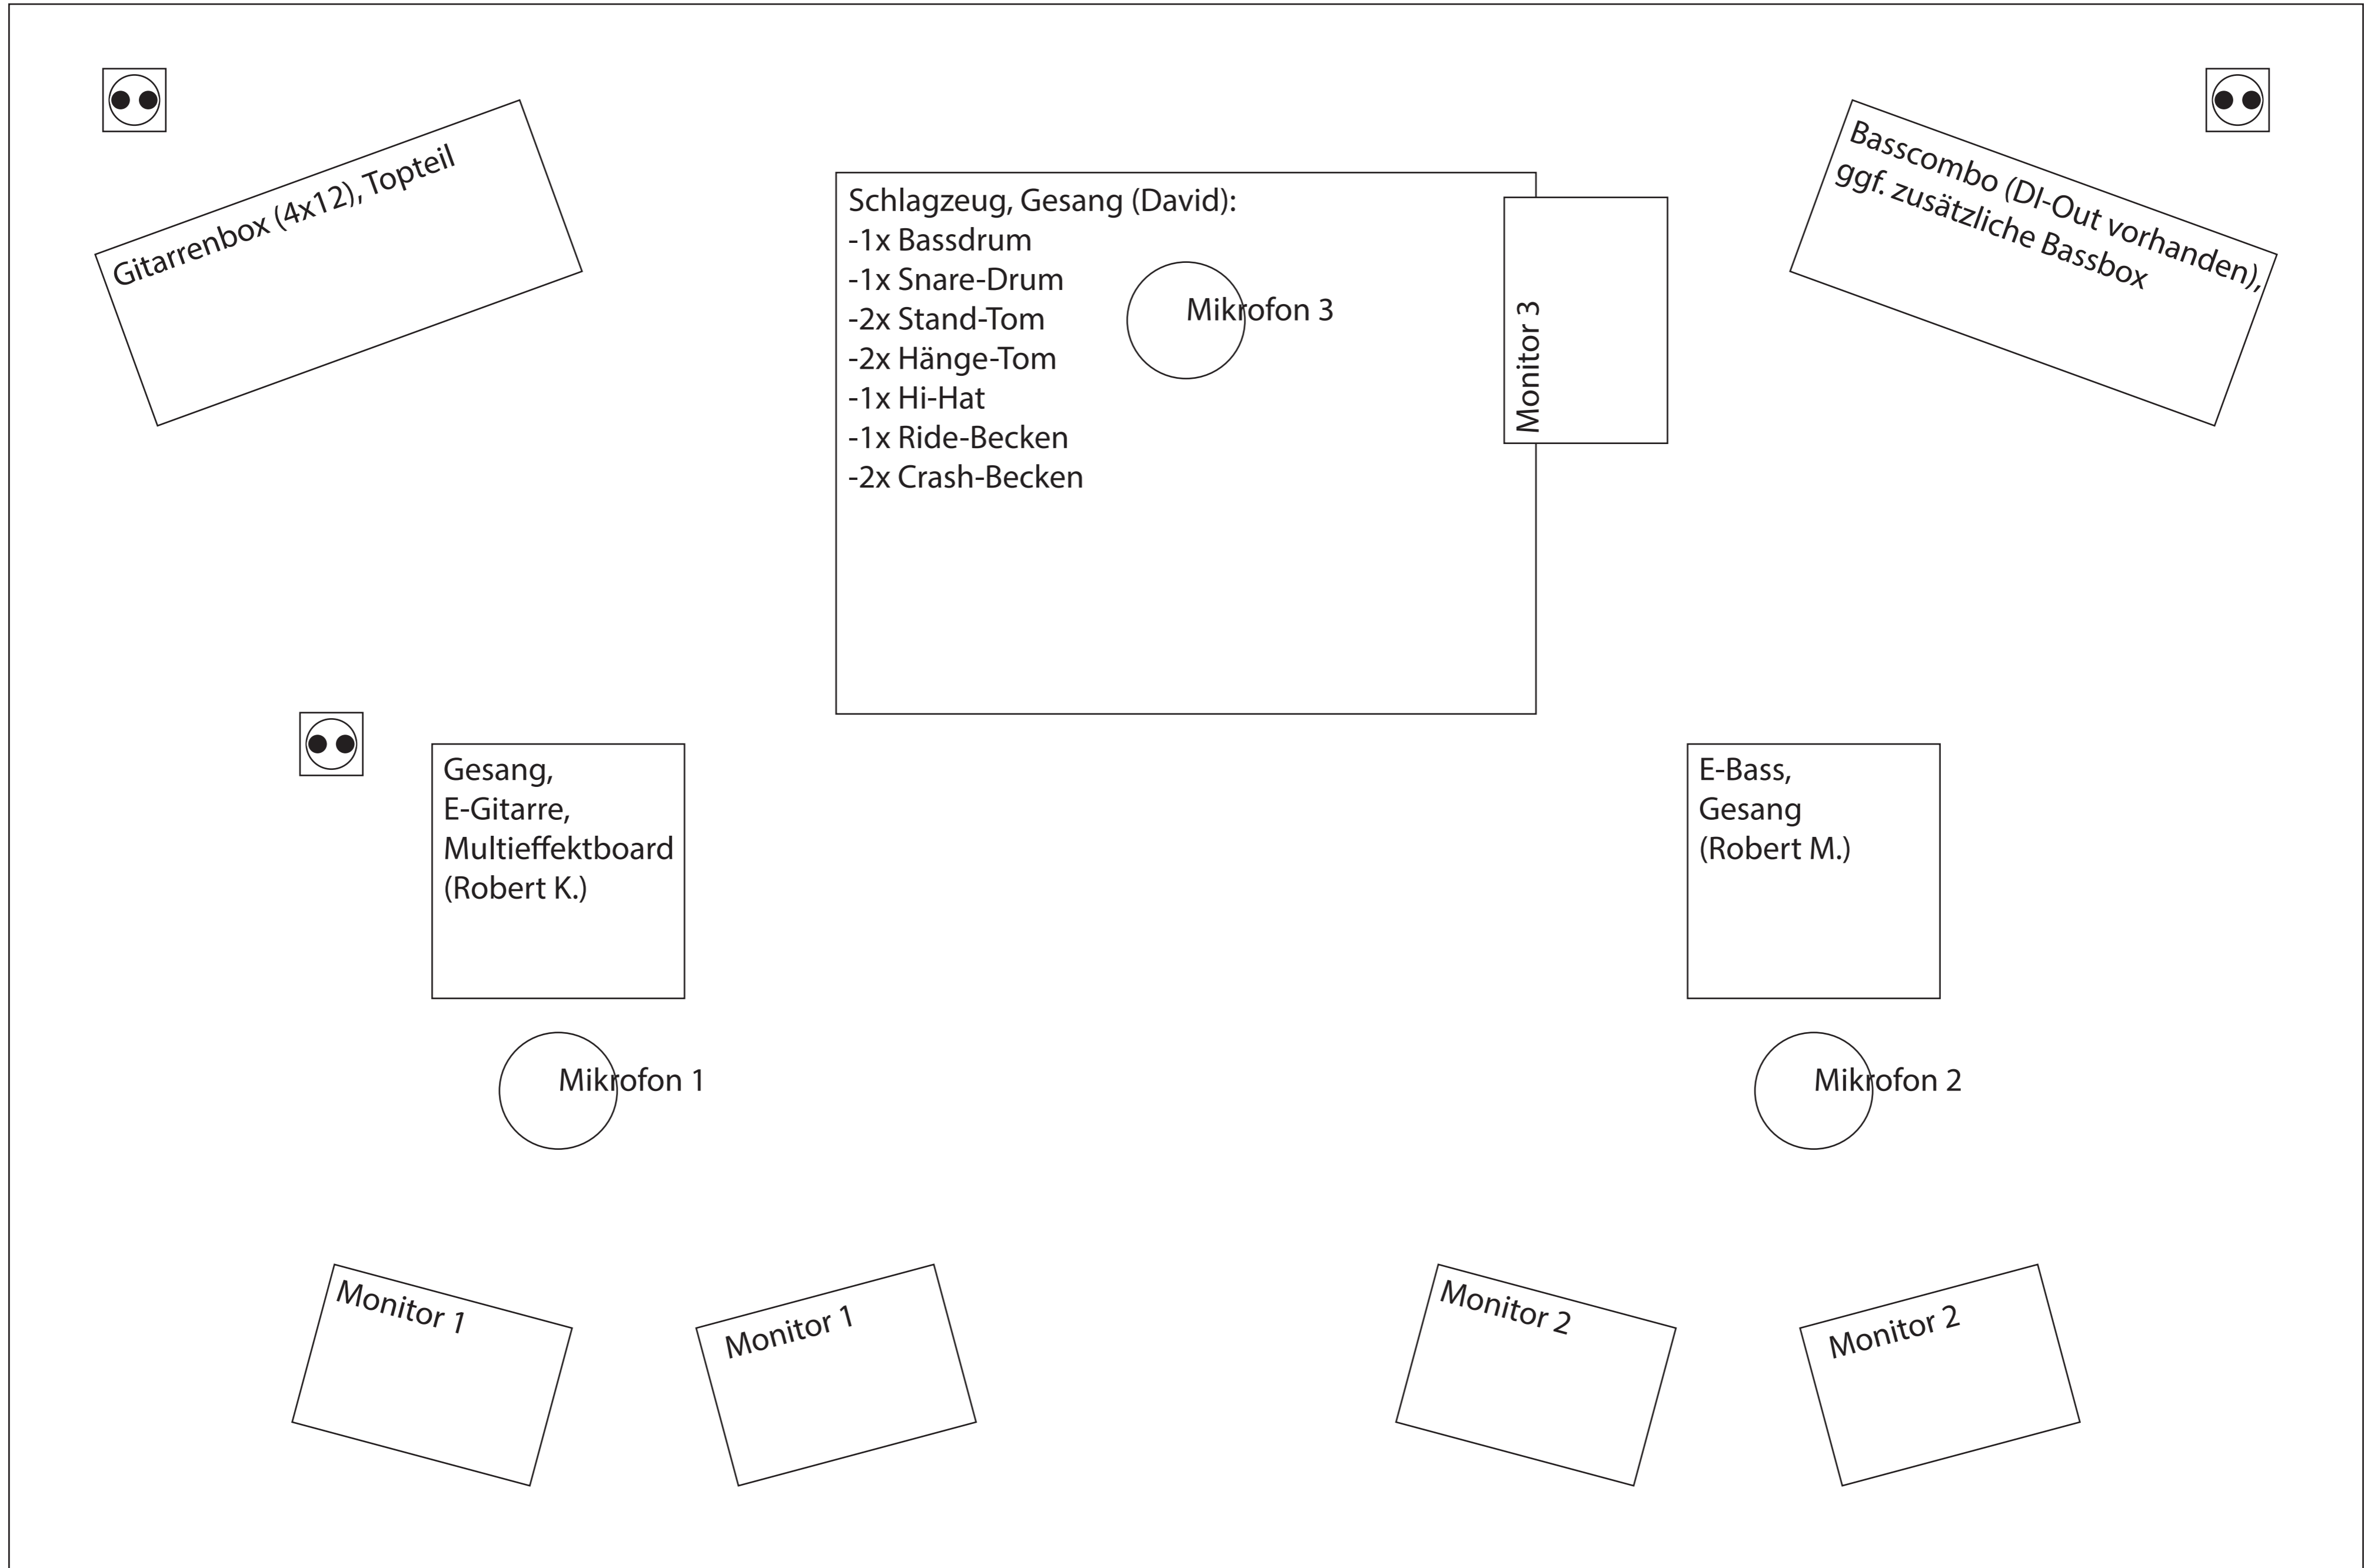 Gitarrenbox (4x12), Topteil
Schlagzeug, Gesang (David):
-1x Bassdrum
-1x Snare-Drum
-2x Stand-Tom
-2x Hänge-Tom
-1x Hi-Hat
-1x Ride-Becken
-2x Crash-Becken
Mikrofon 3
Monitor 3
Basscombo (DI-Out vorhanden),
ggf. zusätzliche Bassbox
Gesang,
E-Gitarre,
Multieffektboard
(Robert K.)
E-Bass,
Gesang
(Robert M.)
Mikrofon 1
Mikrofon 2
Monitor 1
Monitor 1
Monitor 2
Monitor 2